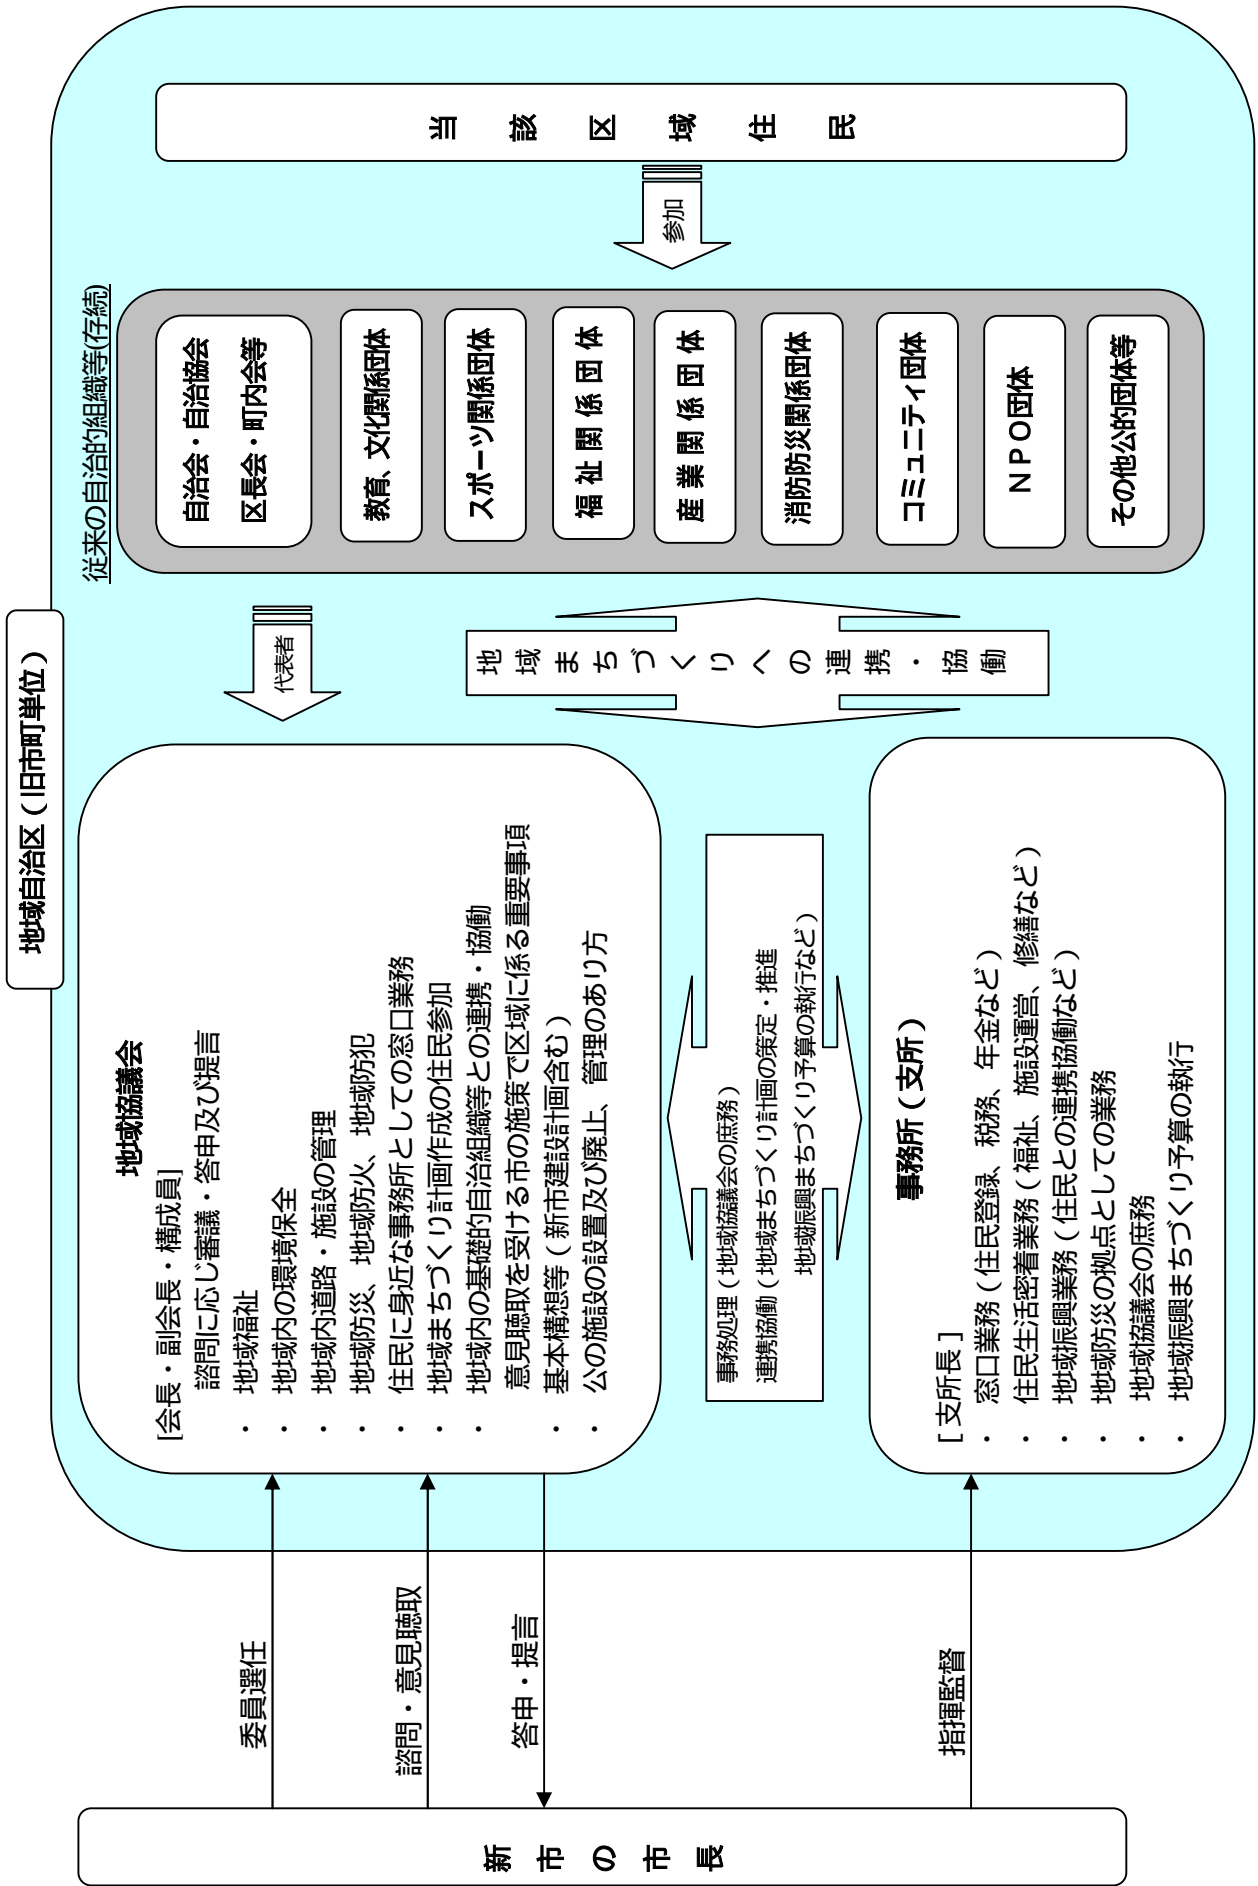 地域自治区（旧市町単位）
新市の市長
委員選任
諮問・意見聴取
答申・提言
指揮監督
地域協議会
[会長・副会長・構成員]
諮問に応じ審議・答申及び提言
・ 地域福祉
・ 地域内の環境保全
・ 地域内道路・施設の管理
・ 地域防災、地域防火、地域防犯
・ 住民に身近な事務所としての窓口業務
・ 地域まちづくり計画作成の住民参加
・ 地域内の基礎的自治組織等との連携・協働
意見聴取を受ける市の施策で区域に係る重要事項
・ 基本構想等（新市建設計画含む）
・ 公の施設の設置及び廃止、管理のあり方
事務処理（地域協議会の庶務）
連携協働（地域まちづくり計画の策定・推進
地域振興まちづくり予算の執行など）
事務所（支所）
[ 支所長 ]
・ 窓口業務（住民登録、税務、年金など）
・ 住民生活密着業務（福祉、施設運営、修繕など）
・ 地域振興業務（住民との連携協働など）
・ 地域防災の拠点としての業務
・ 地域協議会の庶務
・ 地域振興まちづくり予算の執行
代表者
地域まちづくりへの連携・協働
従来の自治的組織等(存続)
自治会・自治協会
区長会・町内会等
教育、文化関係団体
スポーツ関係団体
福祉関係団体
産業関係団体
消防防災関係団体
コミュニティ団体
ＮＰＯ団体
その他公的団体等
参加
当該区域住民